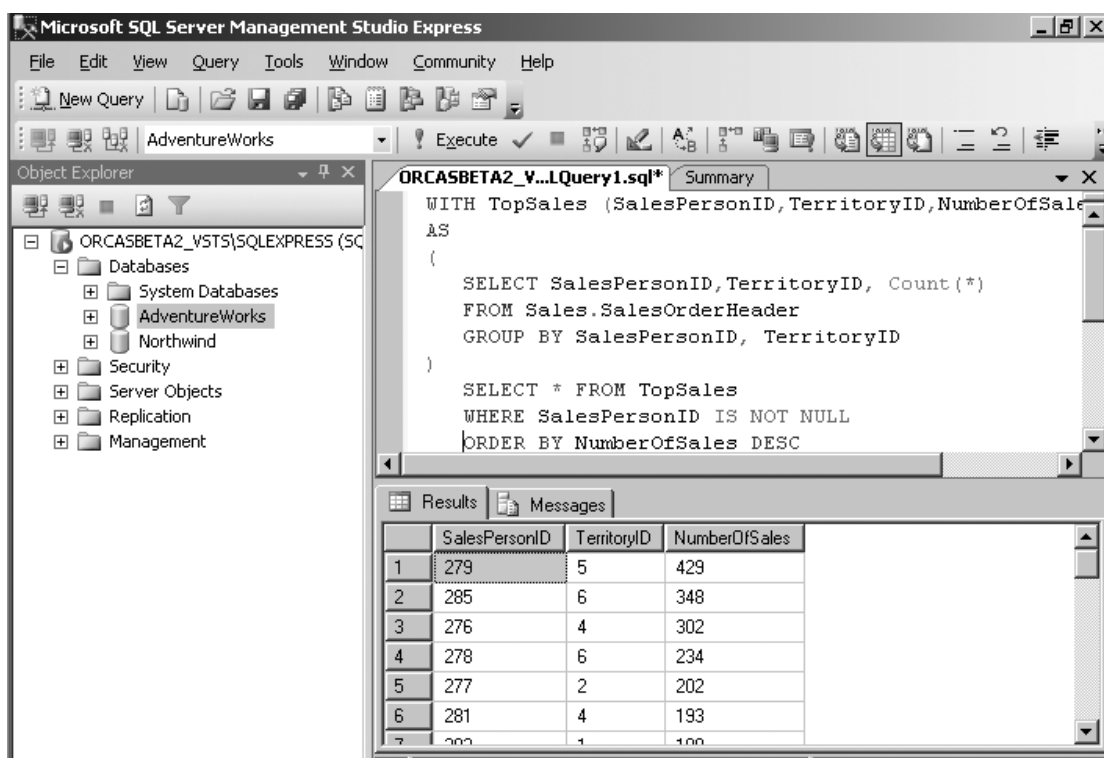 Microsoft SQL Server Management Studio Express
File Edit View Query Tools Window Community Help
New Query
AdventureWorks Execute
Object Explorer
ORCASBETA2_V...LQuery1.sql* Summary
ORCASBETA2_VSTS\SQLEXPRESS (SQ
Databases
System Databases
AdventureWorks
Northwind
Security
Server Objects
Replication
Management
WITH TopSales (SalesPersonID,TerritoryID,NumberOfSale
AS
(
SELECT SalesPersonID,TerritoryID, Count(*)
FROM Sales.SalesOrderHeader
GROUP BY SalesPersonID, TerritoryID
)
SELECT * FROM TopSales
WHERE SalesPersonID IS NOT NULL
ORDER BY NumberOfSales DESC
Results Messages
SalesPersonID TerritoryID NumberOfSales
1 279 5 429
2 285 6 348
3 276 4 302
4 278 6 234
5 277 2 202
6 281 4 193